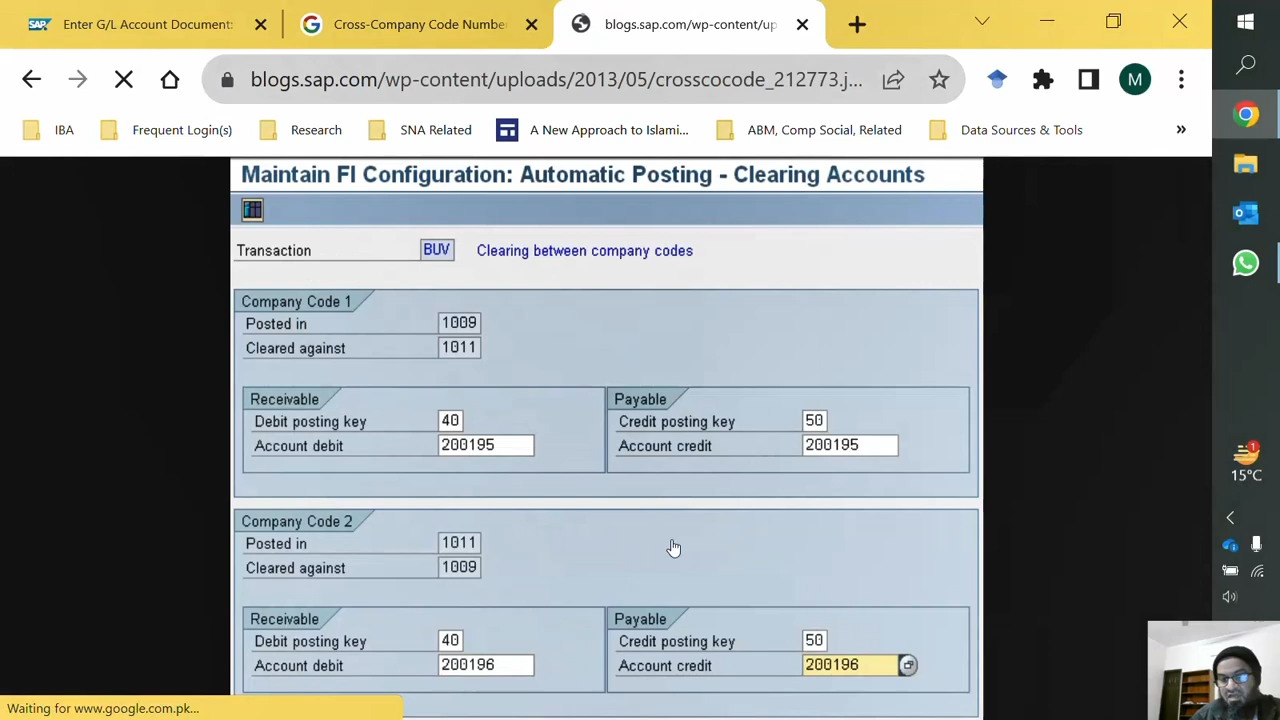 Enter G/L Account Document:
Cross-Company Code Numbe
blogs.sap.com/wp-content/up
blogs.sap.com/wp-content/uploads/2013/05/crosscocode_212773.j...
M
IBA
Frequent Login(s)
Research
SNA Related
A New Approach to Islami...
ABM, Comp Social, Related
Data Sources & Tools
»
Maintain FI Configuration: Automatic Posting - Clearing Accounts
Transaction BUV Clearing between company codes
Company Code 1
Posted in 1009
Cleared against 1011
Receivable
Debit posting key 40
Account debit 200195
Payable
Credit posting key 50
Account credit 200195
Company Code 2
Posted in 1011
Cleared against 1009
Receivable
Debit posting key 40
Account debit 200196
Payable
Credit posting key 50
Account credit 200196
Waiting for www.google.com.pk...
1
15°C